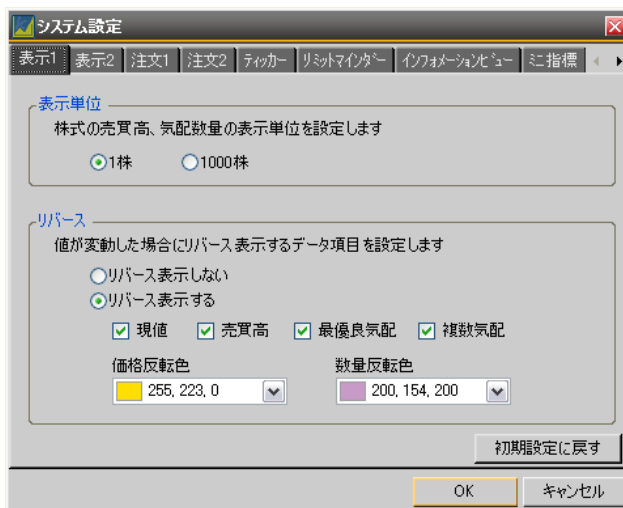 システム設定
表示1 表示2 注文1 注文2 ティッカー リミットマインダー インフォメーションビュー ミニ指標
表示単位
株式の売買高、気配数量の表示単位を設定します
1株 1000株
リバース
値が変動した場合にリバース表示するデータ項目を設定します
リバース表示しない
リバース表示する
現値 売買高 最優良気配 複数気配
価格反転色 数量反転色
255, 223, 0 200, 154, 200
初期設定に戻す
OK キャンセル